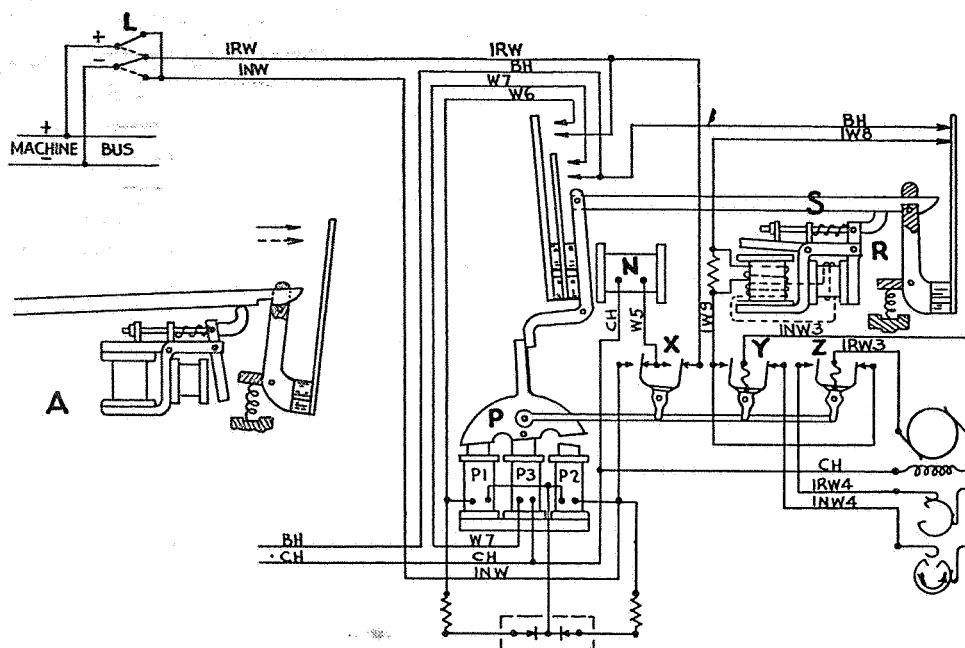 L
+
-
IRW
INW
IRW
BH
W7
W6
+
MACHINE BUS
-
BH
IW8
S
R
N
CH
W5
IW9
INW3
X
Y
Z
IRW3
A
P
P1
P3
P2
CH
IRW4
INW4
BH
W7
CH
CH
INW